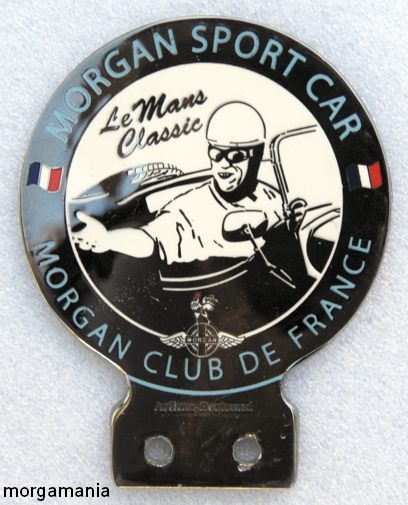 MORGAN SPORT CAR
Le Mans
Classic
MORGAN
MORGAN CLUB DE FRANCE
morgamania